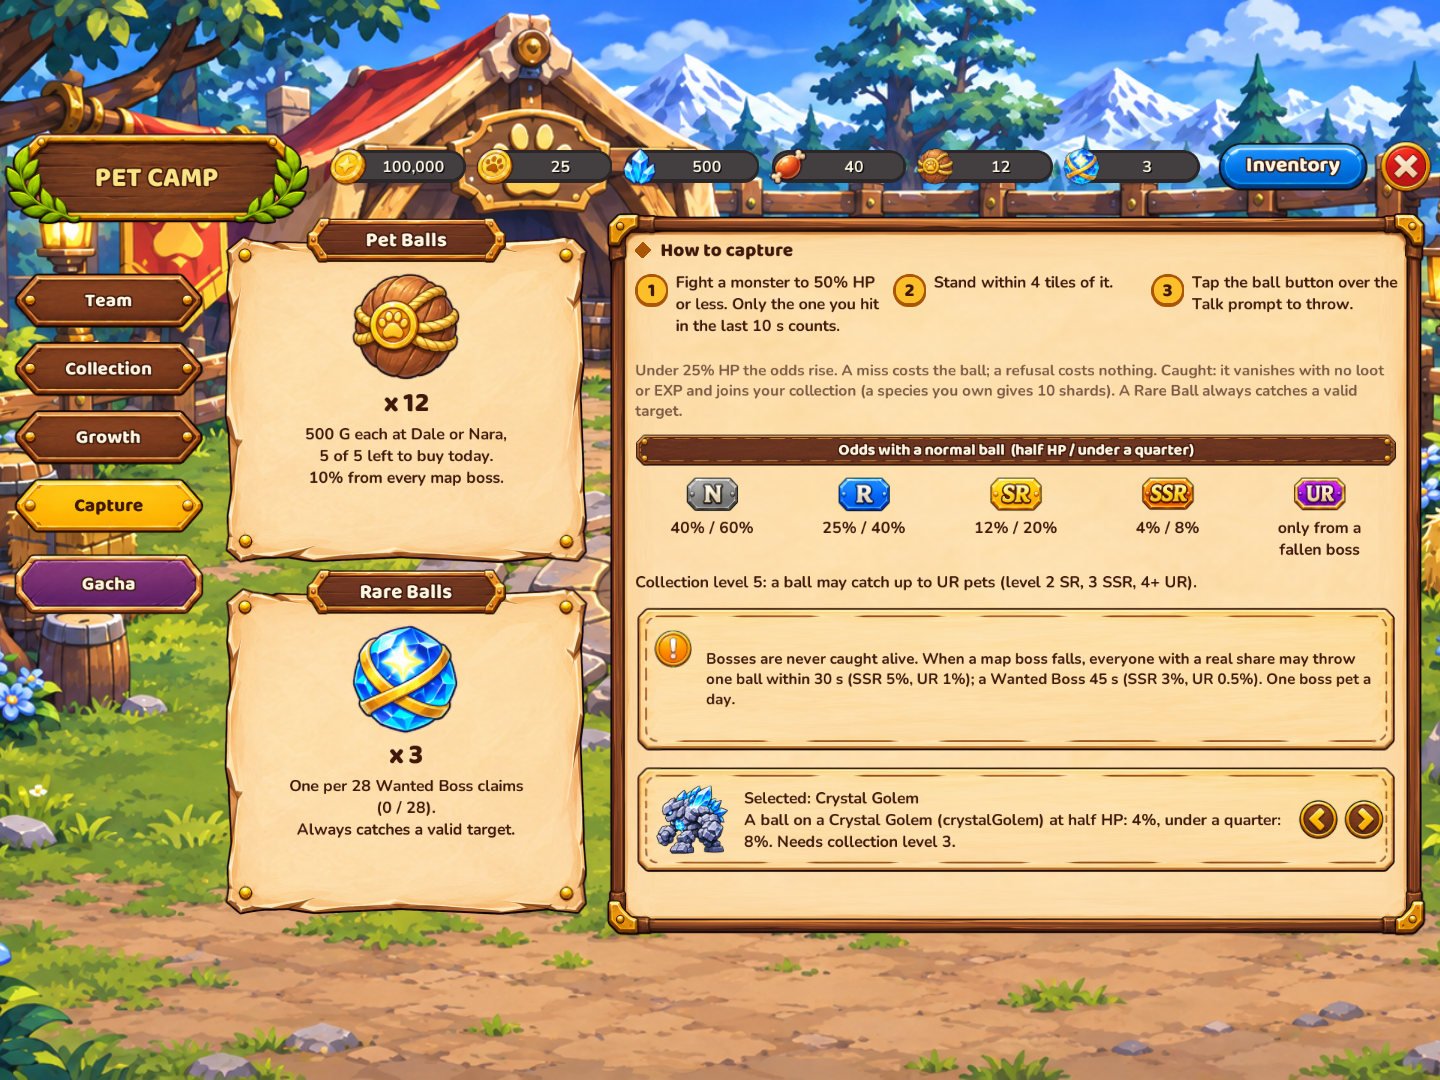 PET CAMP
100,000
25
500
40
12
3
Inventory
Team
Collection
Growth
Capture
Gacha
Pet Balls
x 12
500 G each at Dale or Nara,
5 of 5 left to buy today.
10% from every map boss.
Rare Balls
x 3
One per 28 Wanted Boss claims
(0 / 28).
Always catches a valid target.
How to capture
1
Fight a monster to 50% HP
or less. Only the one you hit
in the last 10 s counts.
2
Stand within 4 tiles of it.
3
Tap the ball button over the
Talk prompt to throw.
Under 25% HP the odds rise. A miss costs the ball; a refusal costs nothing. Caught: it vanishes with no loot
or EXP and joins your collection (a species you own gives 10 shards). A Rare Ball always catches a valid
target.
Odds with a normal ball (half HP / under a quarter)
N
R
SR
SSR
UR
40% / 60%
25% / 40%
12% / 20%
4% / 8%
only from a
fallen boss
Collection level 5: a ball may catch up to UR pets (level 2 SR, 3 SSR, 4+ UR).
!
Bosses are never caught alive. When a map boss falls, everyone with a real share may throw
one ball within 30 s (SSR 5%, UR 1%); a Wanted Boss 45 s (SSR 3%, UR 0.5%). One boss pet a
day.
Selected: Crystal Golem
A ball on a Crystal Golem (crystalGolem) at half HP: 4%, under a quarter:
8%. Needs collection level 3.